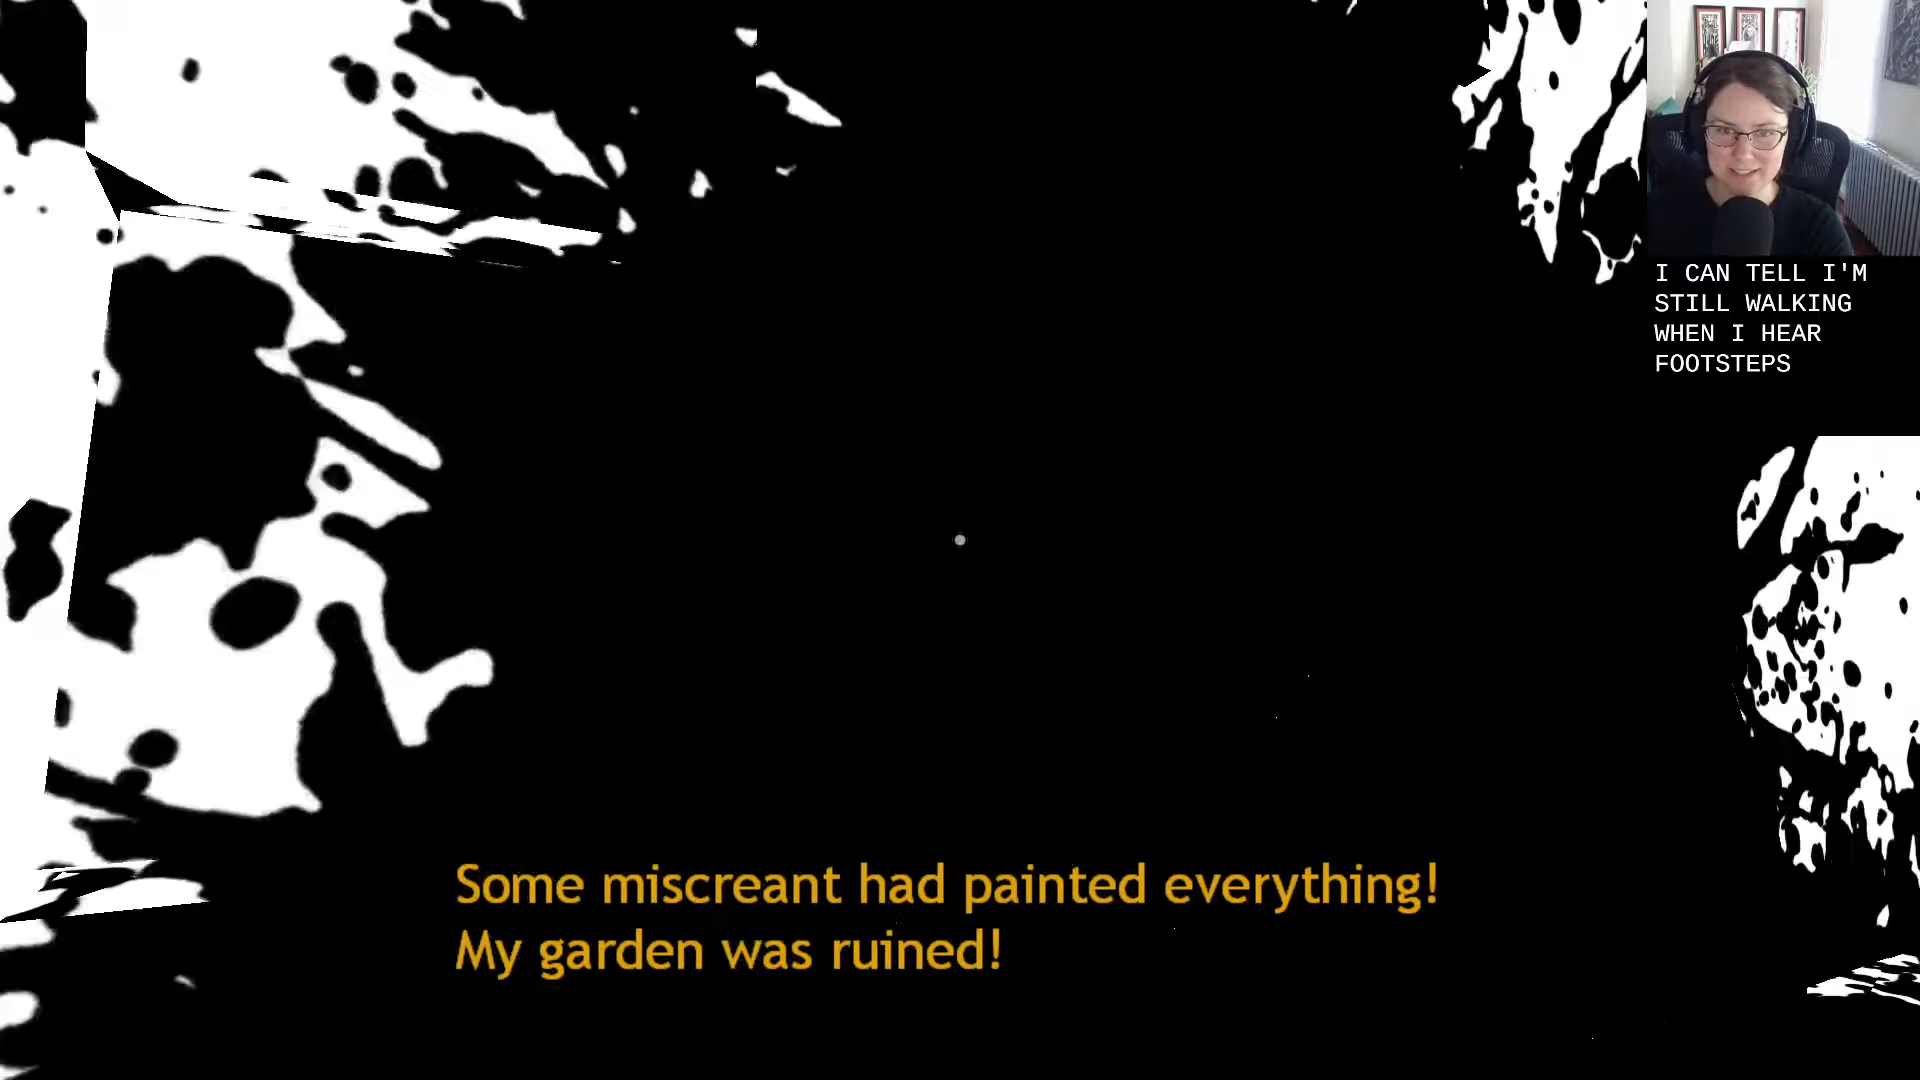 I CAN TELL I'M
STILL WALKING
WHEN I HEAR
FOOTSTEPS
Some miscreant had painted everything!
My garden was ruined!